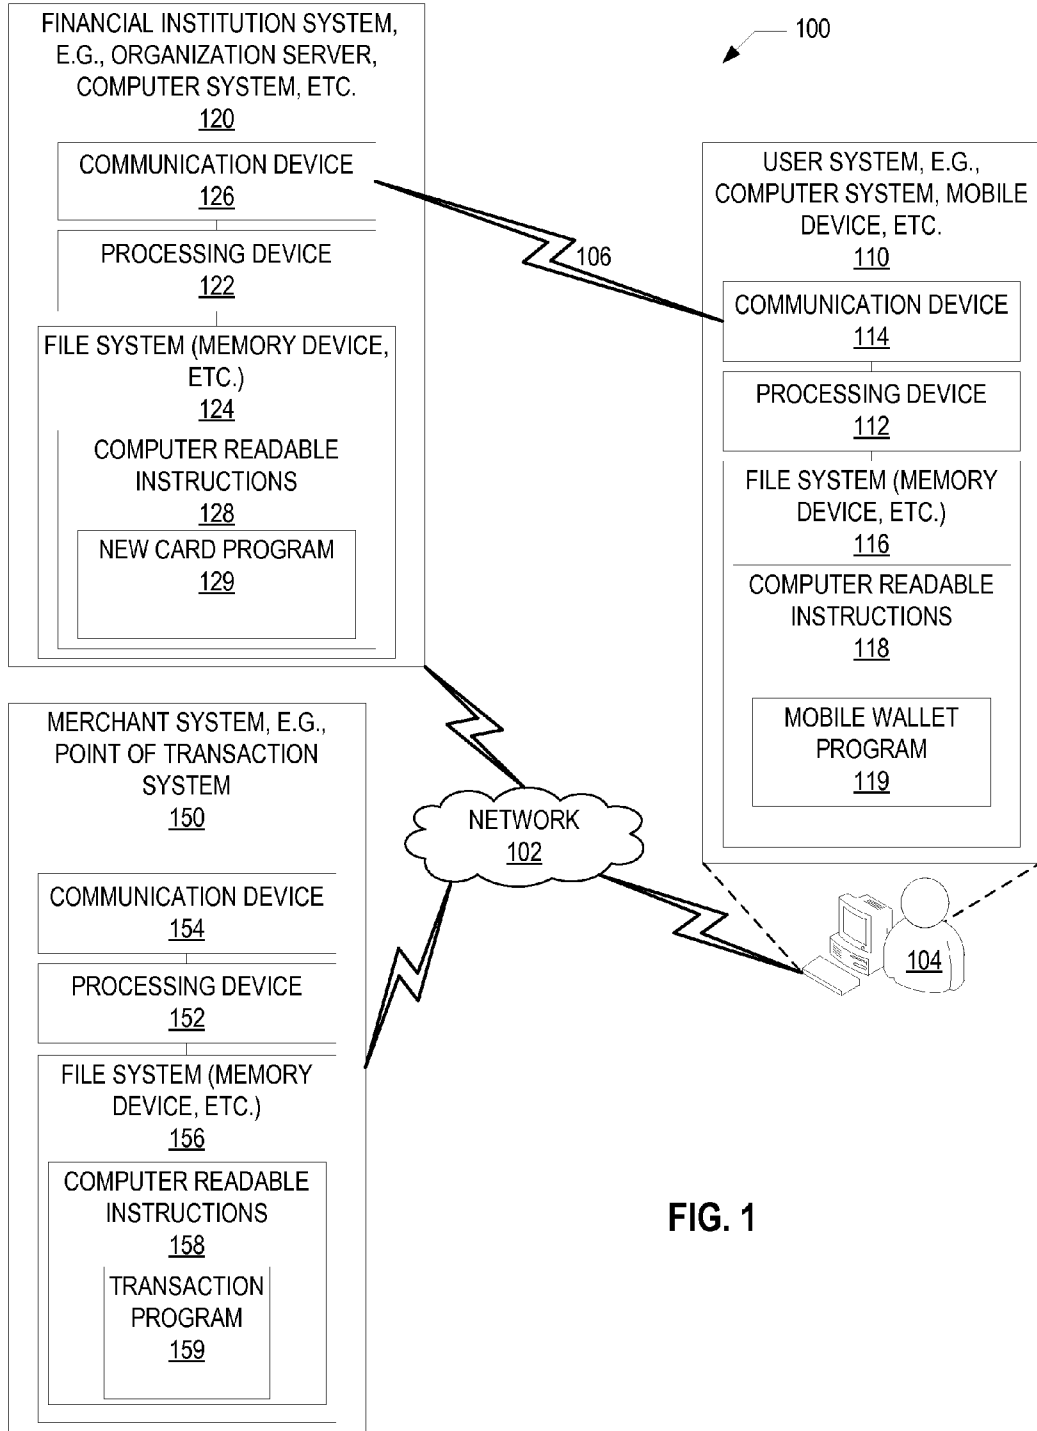 100
FINANCIAL INSTITUTION SYSTEM,
E.G., ORGANIZATION SERVER,
COMPUTER SYSTEM, ETC.
120
COMMUNICATION DEVICE
126
PROCESSING DEVICE
122
FILE SYSTEM (MEMORY DEVICE,
ETC.)
124
COMPUTER READABLE
INSTRUCTIONS
128
NEW CARD PROGRAM
129
106
USER SYSTEM, E.G.,
COMPUTER SYSTEM, MOBILE
DEVICE, ETC.
110
COMMUNICATION DEVICE
114
PROCESSING DEVICE
112
FILE SYSTEM (MEMORY
DEVICE, ETC.)
116
COMPUTER READABLE
INSTRUCTIONS
118
MOBILE WALLET
PROGRAM
119
MERCHANT SYSTEM, E.G.,
POINT OF TRANSACTION
SYSTEM
150
COMMUNICATION DEVICE
154
PROCESSING DEVICE
152
FILE SYSTEM (MEMORY
DEVICE, ETC.)
156
COMPUTER READABLE
INSTRUCTIONS
158
TRANSACTION
PROGRAM
159
NETWORK
102
104
FIG. 1